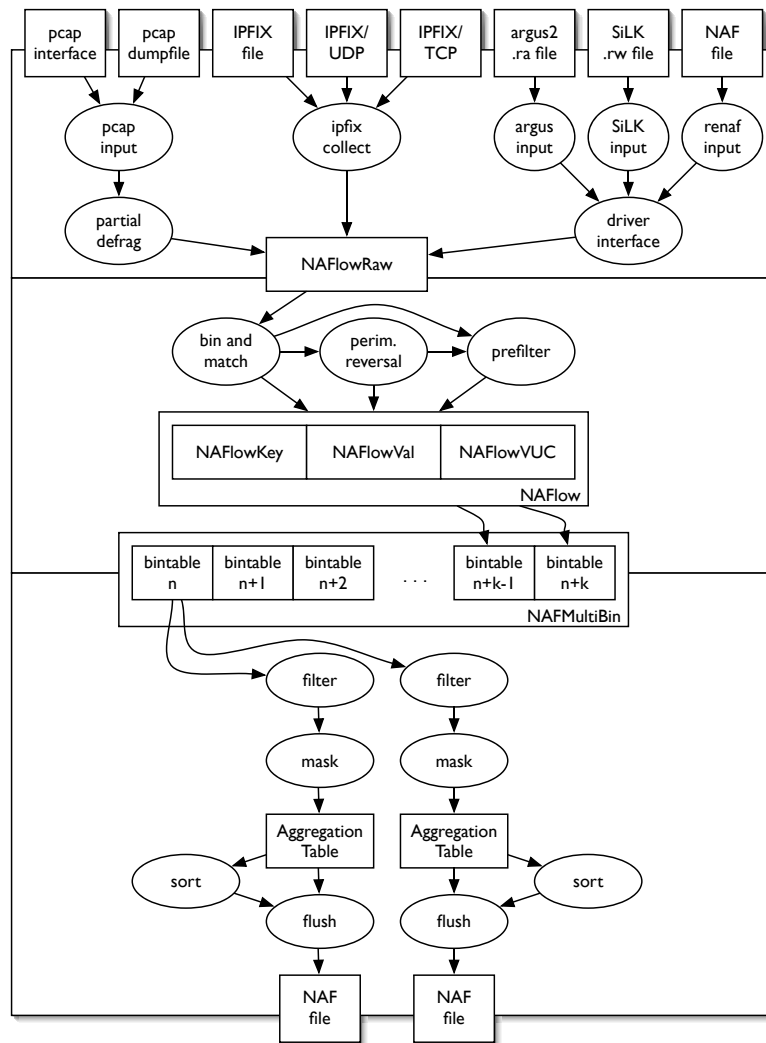 pcap
interface
pcap
dumpfile
IPFIX
file
IPFIX/
UDP
IPFIX/
TCP
argus2
.ra file
SiLK
.rw file
NAF
file
pcap
input
ipfix
collect
argus
input
SiLK
input
renaf
input
partial
defrag
driver
interface
NAFlowRaw
bin and
match
perim.
reversal
prefilter
NAFlowKey
NAFlowVal
NAFlowVUC
NAFlow
bintable
n
bintable
n+1
bintable
n+2
. . .
bintable
n+k-1
bintable
n+k
NAFMultiBin
filter
filter
mask
mask
Aggregation
Table
Aggregation
Table
sort
sort
flush
flush
NAF
file
NAF
file